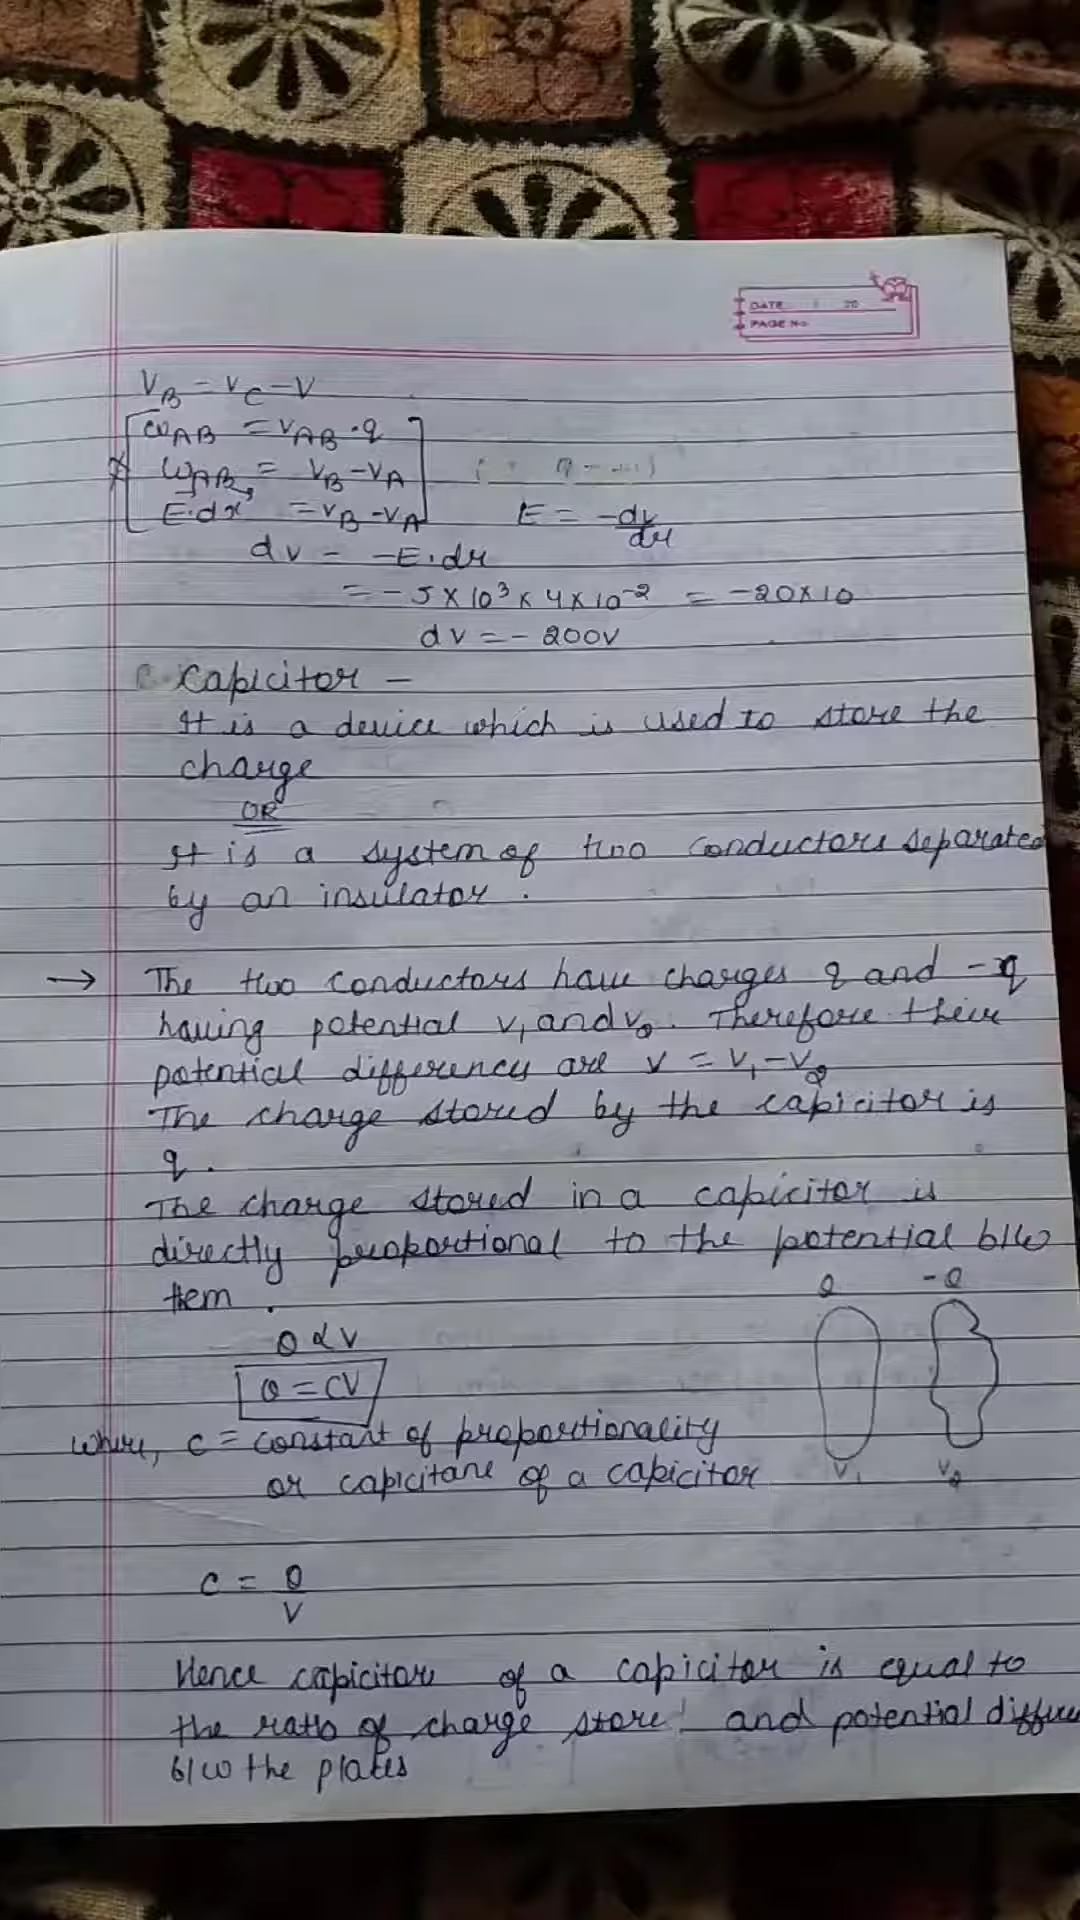 DATE 20
PAGE No
VB = VC - V
WAB = VAB · q
WAB = VB - VA
E·dx = VB - VA
E = -dv/dr
dv = -E·dr
= -5×10³×4×10⁻² = -20×10
dv = -200V
Capicitor -
It is a device which is used to store the
charge
OR
It is a system of two conductors separated
by an insulator.
→ The two conductors have charges q and -q
having potential V₁ and V₂. Therefore their
potential differency are V = V₁ - V₂
The charge stored by the capicitor is
q.
The charge stored in a capicitor is
directly proportional to the potential b/w
tem.
Q -Q
Q ∝ V
Q = CV
where, C = constant of proportionality
V₁ V₂
or capicitane of a capicitor
C = Q/V
Hence capicitor of a capicitor is equal to
the ratio of charge store and potential
b/w the plates